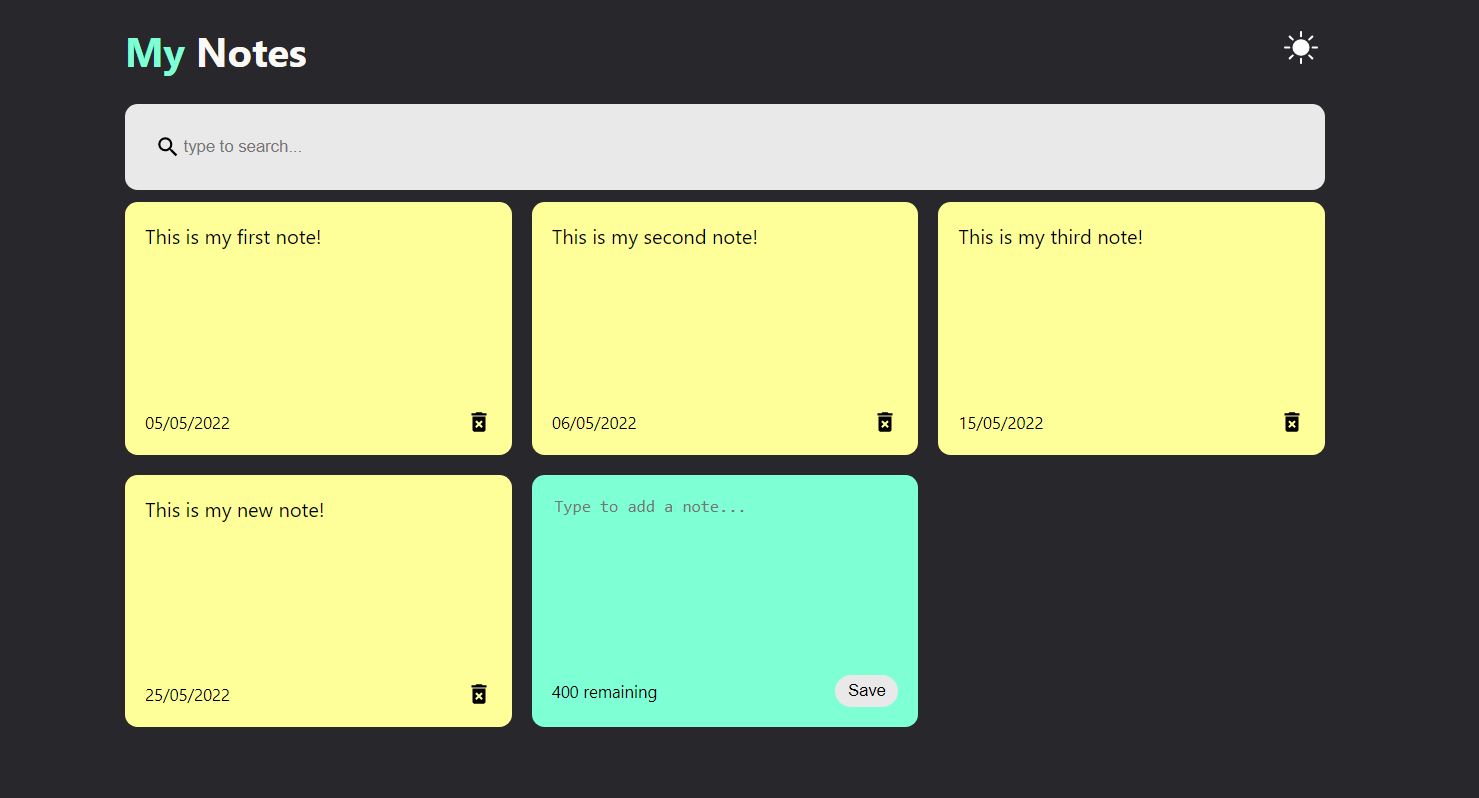 My Notes
type to search...
This is my first note!
05/05/2022
This is my second note!
06/05/2022
This is my third note!
15/05/2022
This is my new note!
25/05/2022
Type to add a note...
400 remaining
Save